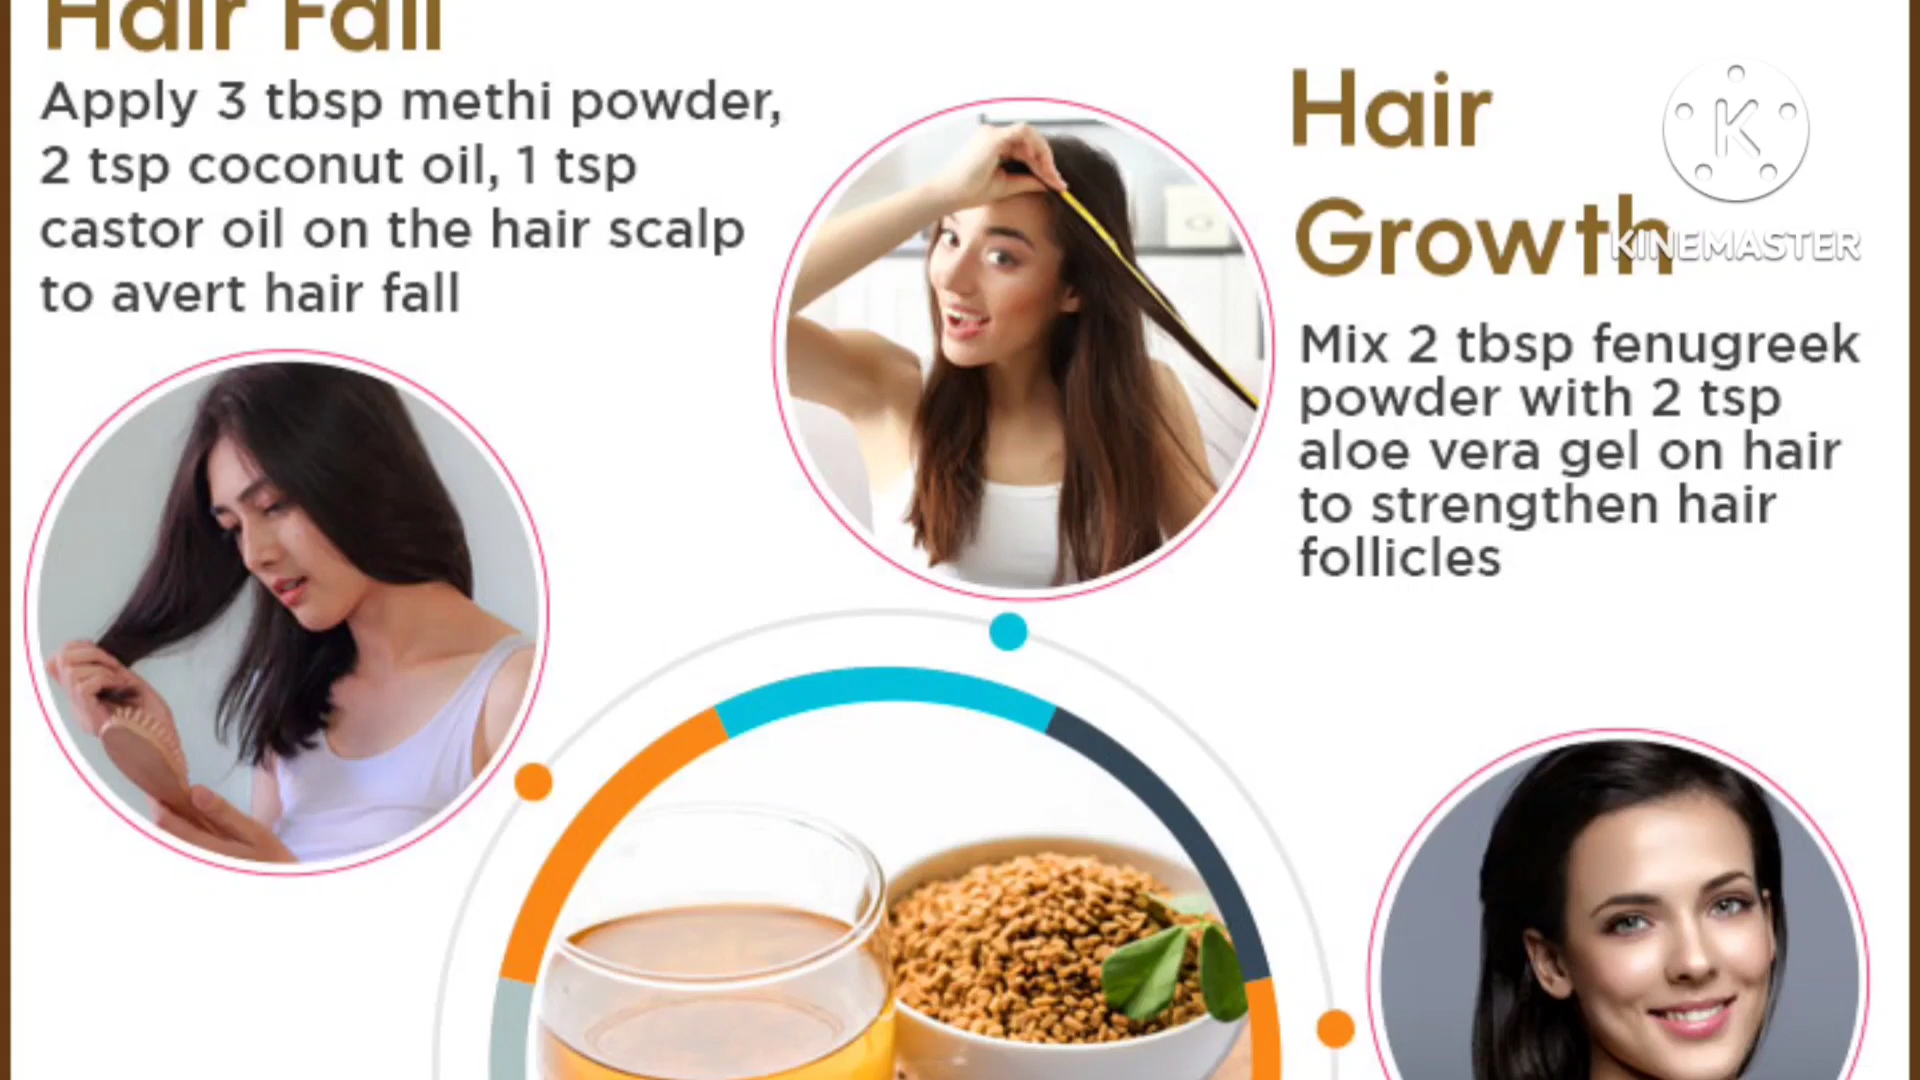 Hair Fall
Apply 3 tbsp methi powder,
2 tsp coconut oil, 1 tsp
castor oil on the hair scalp
to avert hair fall
Hair
Growth
Mix 2 tbsp fenugreek
powder with 2 tsp
aloe vera gel on hair
to strengthen hair
follicles
K
KINEMASTER